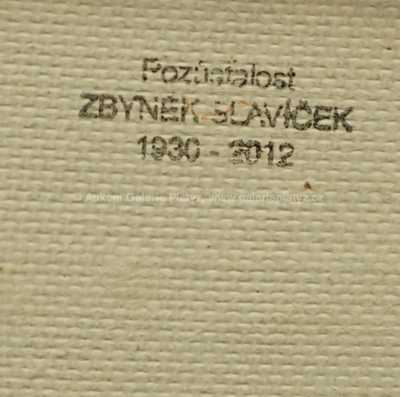 Pozůstalost
ZBYNĚK SLAVÍČEK
1930 - 2012